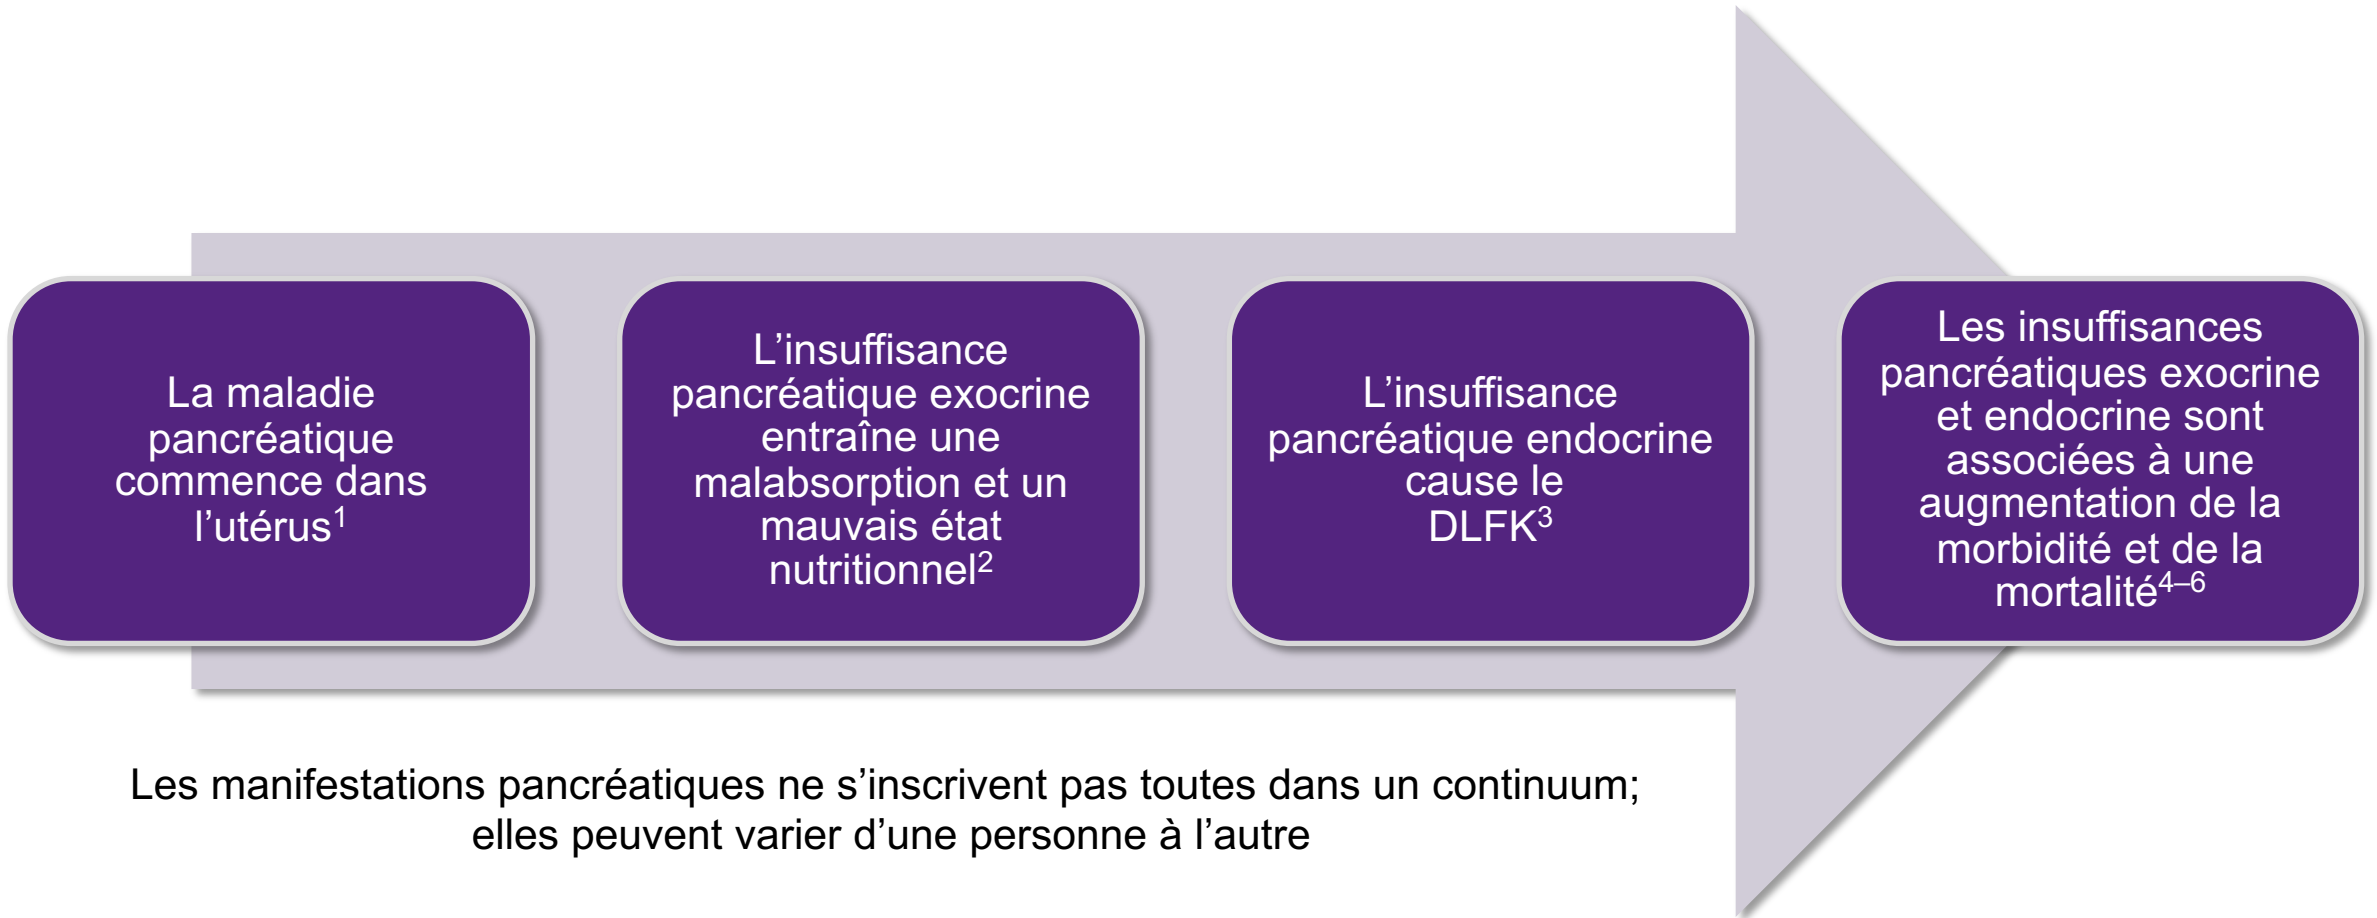 La maladie
pancréatique
commence dans
l’utérus¹
L’insuffisance
pancréatique exocrine
entraîne une
malabsorption et un
mauvais état
nutritionnel²
L’insuffisance
pancréatique endocrine
cause le
DLFK³
Les insuffisances
pancréatiques exocrine
et endocrine sont
associées à une
augmentation de la
morbidité et de la
mortalité⁴⁻⁶
Les manifestations pancréatiques ne s’inscrivent pas toutes dans un continuum;
elles peuvent varier d’une personne à l’autre